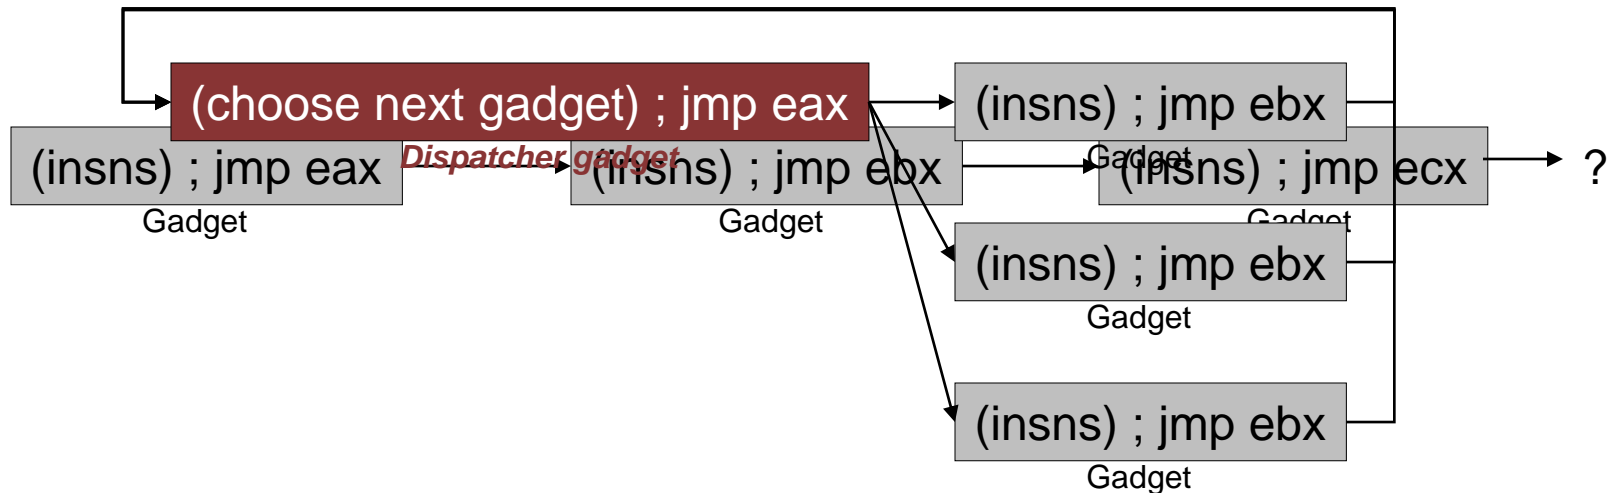 (choose next gadget) ; jmp eax
Dispatcher gadget
(insns) ; jmp ebx
Gadget
(insns) ; jmp eax
Gadget
(insns) ; jmp ebx
Gadget
(insns) ; jmp ecx
Gadget
?
(insns) ; jmp ebx
Gadget
(insns) ; jmp ebx
Gadget